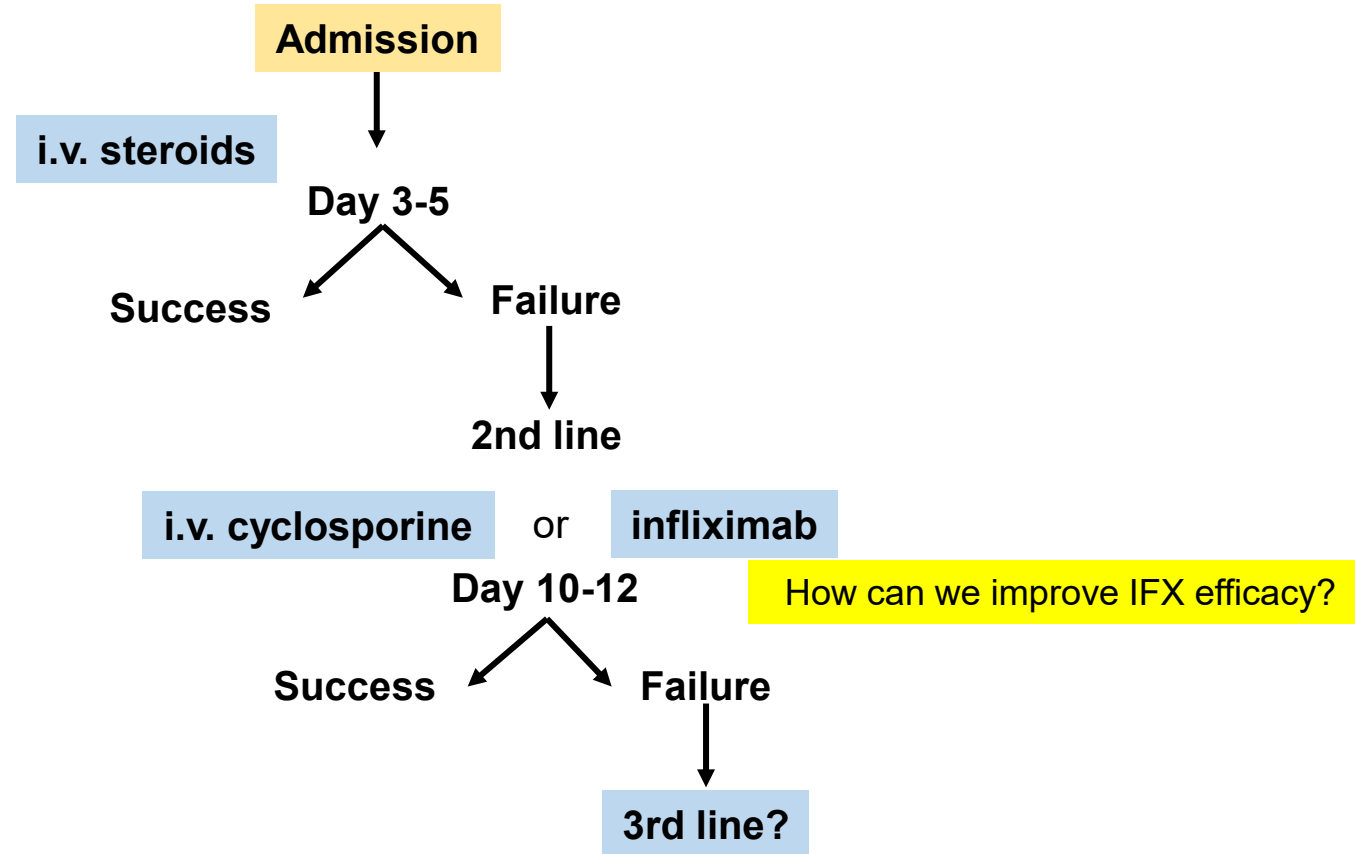 Admission
i.v. steroids
Day 3-5
Success
Failure
2nd line
i.v. cyclosporine or infliximab
Day 10-12
How can we improve IFX efficacy?
Success
Failure
3rd line?